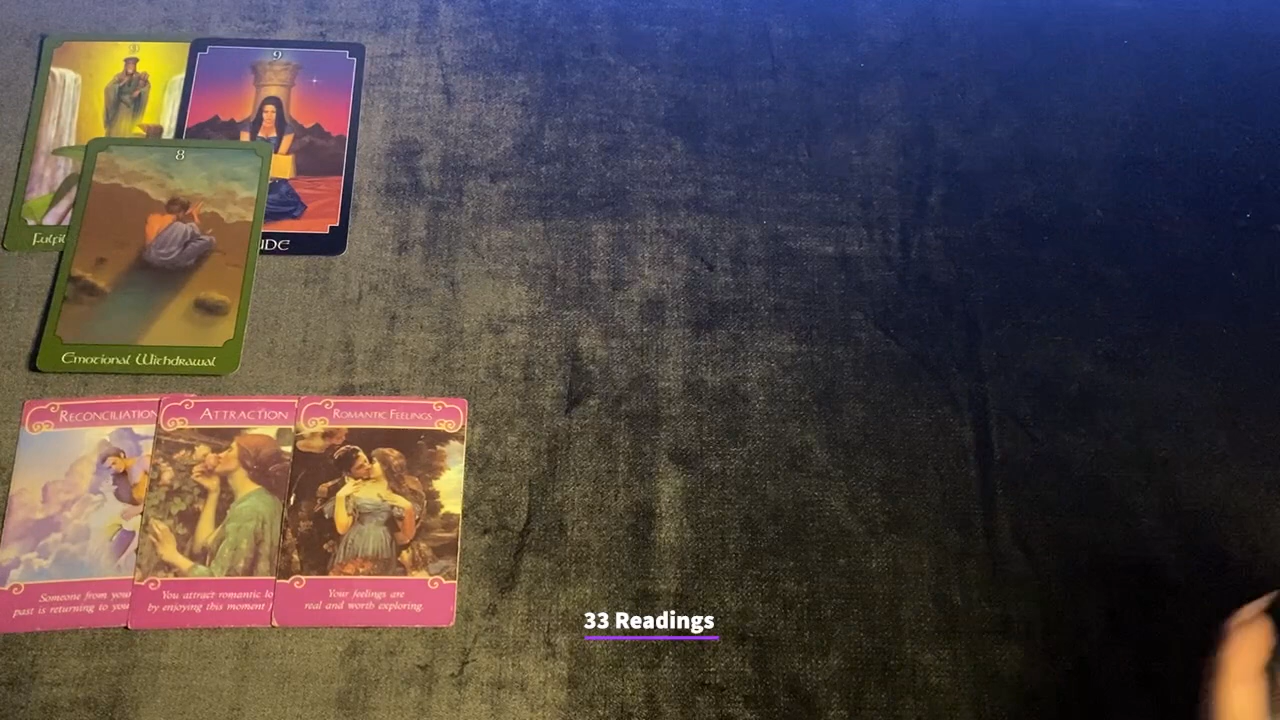 9
9
8
Emotional Withdrawal
RECONCILIATION
Someone from your
past is returning to you
ATTRACTION
You attract romantic
by enjoying this moment
ROMANTIC FEELINGS
Your feelings are
real and worth exploring.
33 Readings